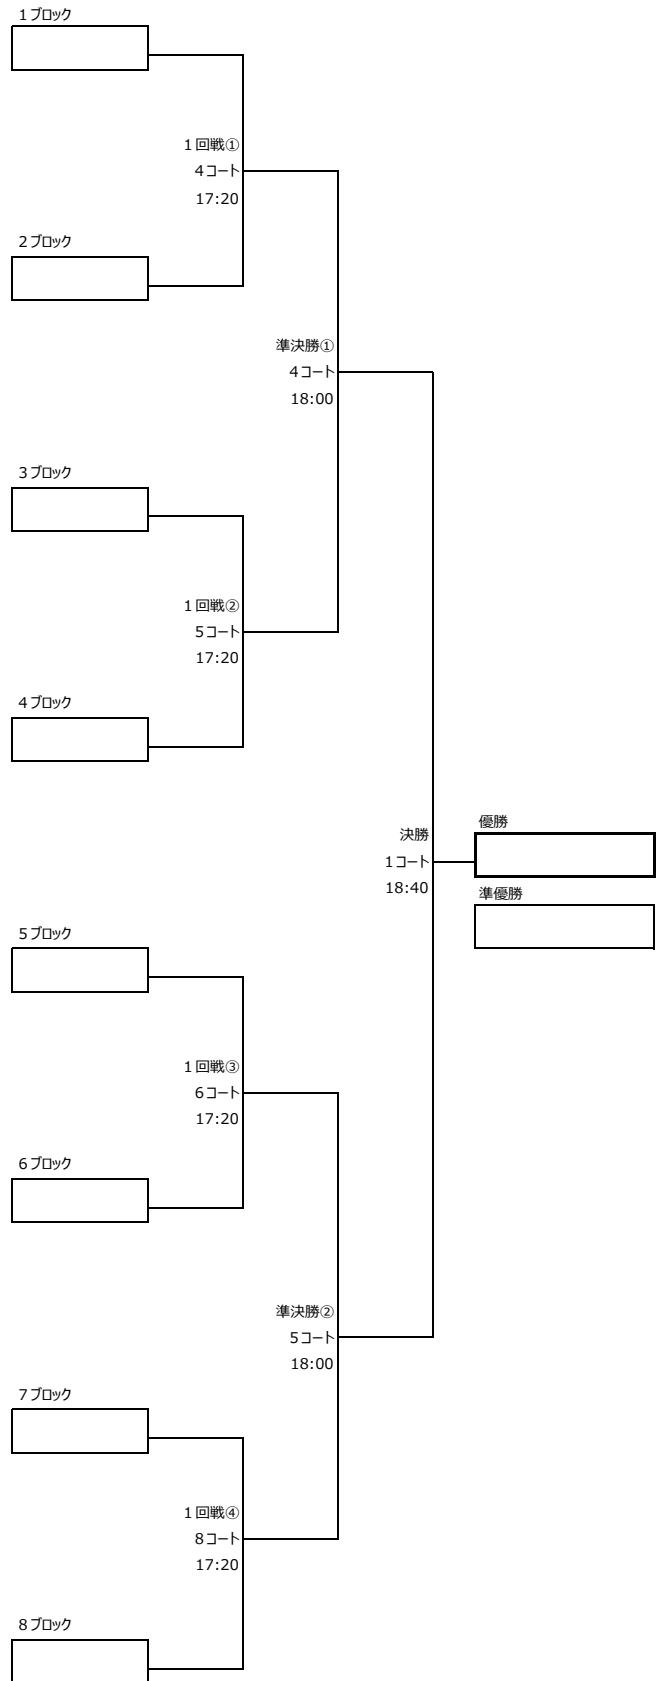 １ブロック
１回戦①
４コート
17:20
２ブロック
準決勝①
４コート
18:00
３ブロック
１回戦②
５コート
17:20
４ブロック
優勝
決勝
１コート
18:40
準優勝
５ブロック
１回戦③
６コート
17:20
６ブロック
準決勝②
５コート
18:00
７ブロック
１回戦④
８コート
17:20
８ブロック